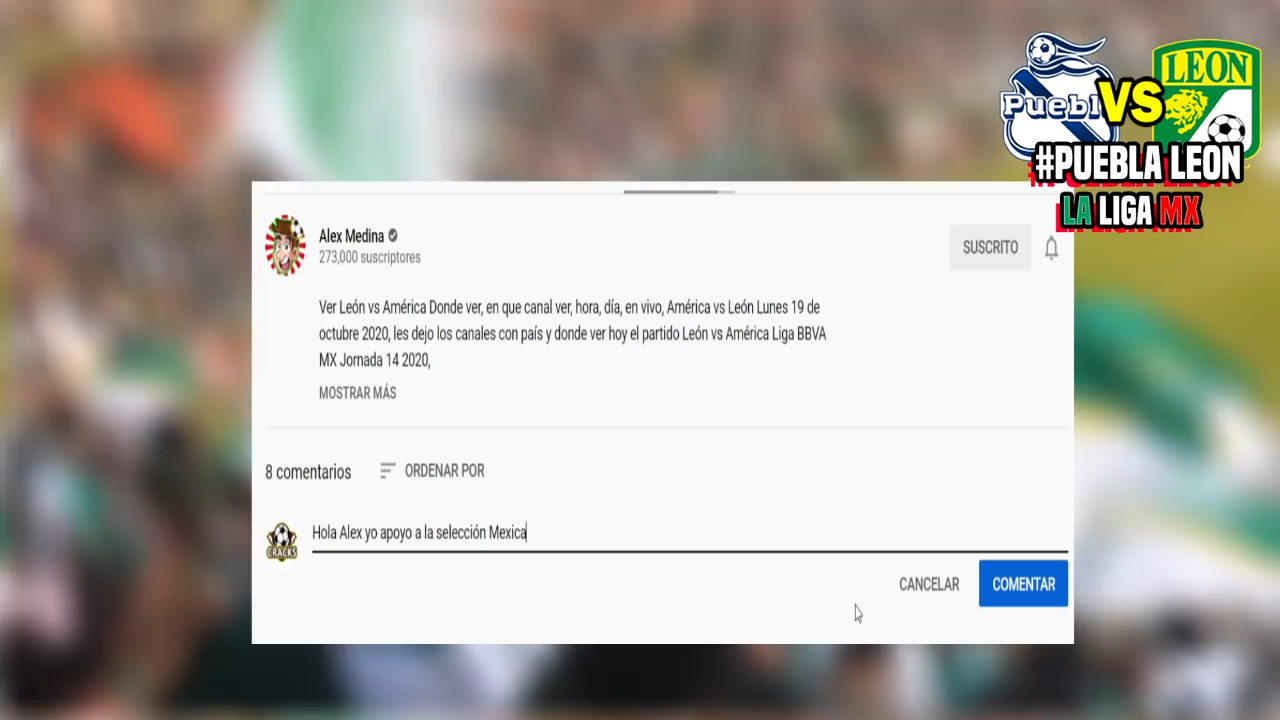 Puebl
VS
LEON
#PUEBLA LEON
LA LIGA MX
Alex Medina
273,000 suscriptores
SUSCRITO
Ver León vs América Donde ver, en que canal ver, hora, día, en vivo, América vs León Lunes 19 de
octubre 2020, les dejo los canales con país y donde ver hoy el partido León vs América Liga BBVA
MX Jornada 14 2020,
MOSTRAR MÁS
8 comentarios
ORDENAR POR
CRACKS
Hola Alex yo apoyo a la selección Mexica
CANCELAR
COMENTAR